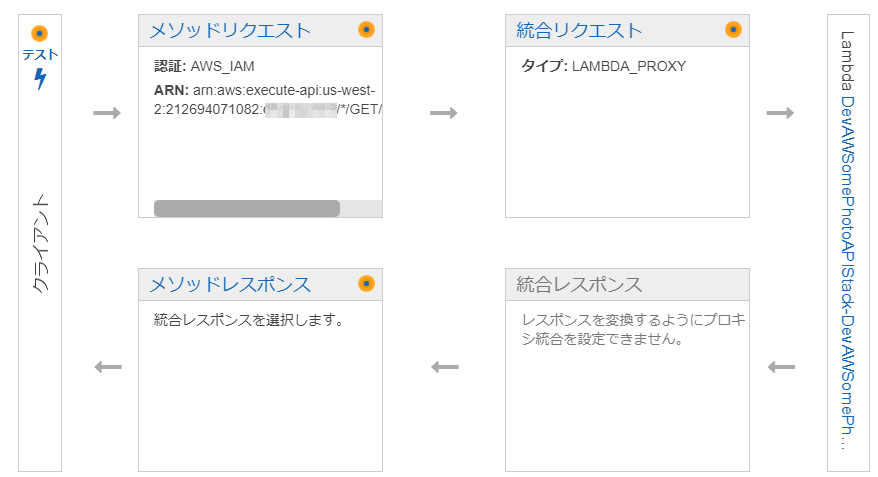 テスト
クライアント
メソッドリクエスト
認証: AWS_IAM
ARN: arn:aws:execute-api:us-west-
2:212694071082: /*/GET/
統合リクエスト
タイプ: LAMBDA_PROXY
Lambda DevAWSomePhotoAPIStack-DevAWSomePh…
メソッドレスポンス
統合レスポンスを選択します。
統合レスポンス
レスポンスを変換するようにプロキ
シ統合を設定できません。